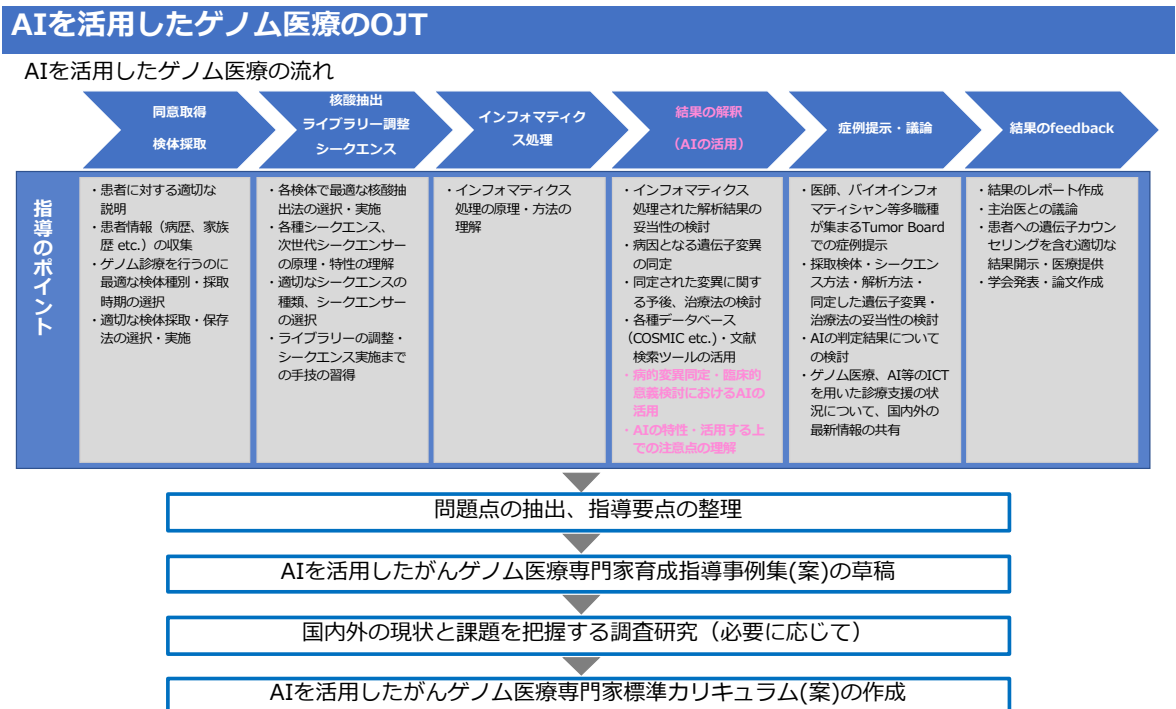 AIを活用したゲノム医療のOJT
AIを活用したゲノム医療の流れ
同意取得
検体採取
核酸抽出
ライブラリー調整
シークエンス
インフォマティク
ス処理
結果の解釈
（AIの活用）
症例提示・議論
結果のfeedback
指導のポイント
・患者に対する適切な
説明
・患者情報（病歴、家族
歴 etc.）の収集
・ゲノム診療を行うのに
最適な検体種別・採取
時期の選択
・適切な検体採取・保存
法の選択・実施
・各検体で最適な核酸抽
出法の選択・実施
・各種シークエンス、
次世代シークエンサー
の原理・特性の理解
・適切なシークエンスの
種類、シークエンサー
の選択
・ライブラリーの調整・
シークエンス実施まで
の手技の習得
・インフォマティクス
処理の原理・方法の
理解
・インフォマティクス
処理された解析結果の
妥当性の検討
・病因となる遺伝子変異
の同定
・同定された変異に関す
る予後、治療法の検討
・各種データベース
（COSMIC etc.）・文献
検索ツールの活用
・病的変異同定・臨床的
意義検討におけるAIの
活用
・AIの特性・活用する上
での注意点の理解
・医師、バイオインフォ
マティシャン等多職種
が集まるTumor Board
での症例提示
・採取検体・シークエン
ス方法・解析方法・
同定した遺伝子変異・
治療法の妥当性の検討
・AIの判定結果について
の検討
・ゲノム医療、AI等のICT
を用いた診療支援の状
況について、国内外の
最新情報の共有
・結果のレポート作成
・主治医との議論
・患者への遺伝子カウン
セリングを含む適切な
結果開示・医療提供
・学会発表・論文作成
問題点の抽出、指導要点の整理
AIを活用したがんゲノム医療専門家育成指導事例集(案)の草稿
国内外の現状と課題を把握する調査研究（必要に応じて）
AIを活用したがんゲノム医療専門家標準カリキュラム(案)の作成